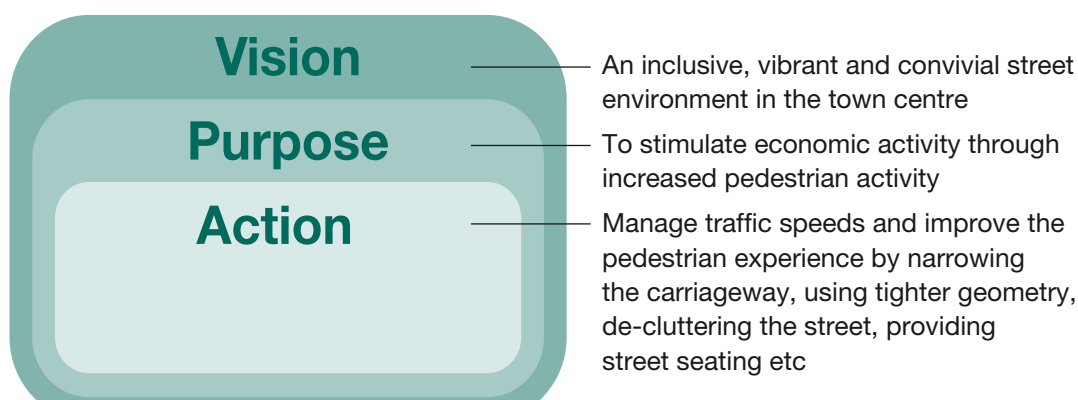 Vision
An inclusive, vibrant and convivial street
environment in the town centre
Purpose
To stimulate economic activity through
increased pedestrian activity
Action
Manage traffic speeds and improve the
pedestrian experience by narrowing
the carriageway, using tighter geometry,
de-cluttering the street, providing
street seating etc